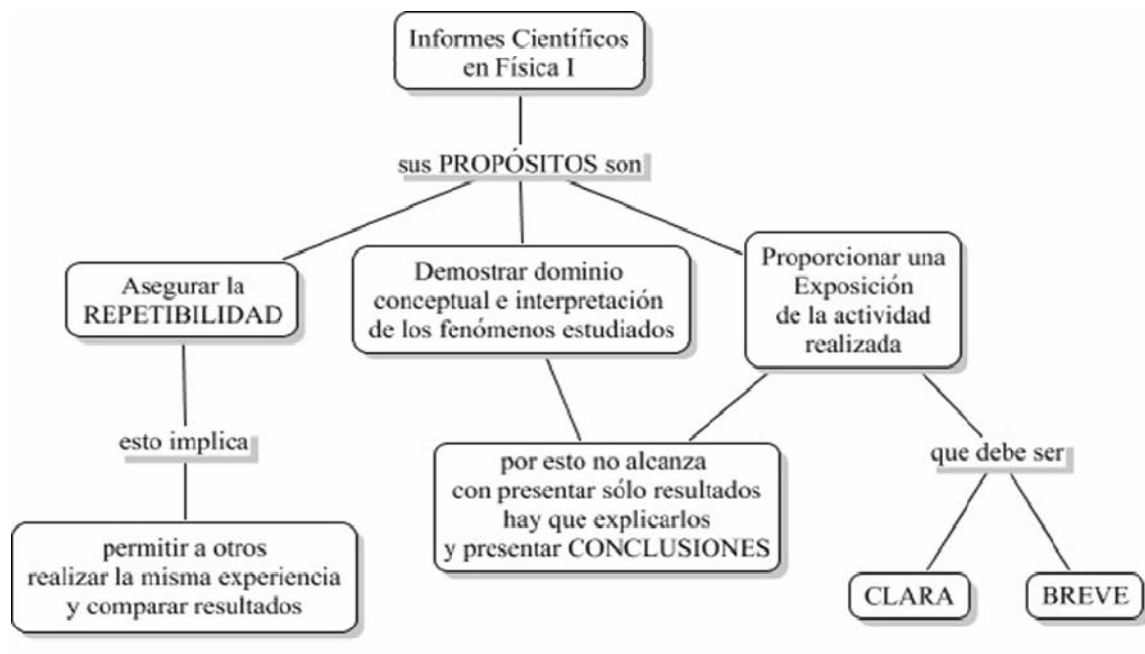 Informes Científicos
en Física I
sus PROPÓSITOS son
Asegurar la
REPETIBILIDAD
Demostrar dominio
conceptual e interpretación
de los fenómenos estudiados
Proporcionar una
Exposición
de la actividad
realizada
esto implica
por esto no alcanza
con presentar sólo resultados
hay que explicarlos
y presentar CONCLUSIONES
que debe ser
permitir a otros
realizar la misma experiencia
y comparar resultados
CLARA
BREVE